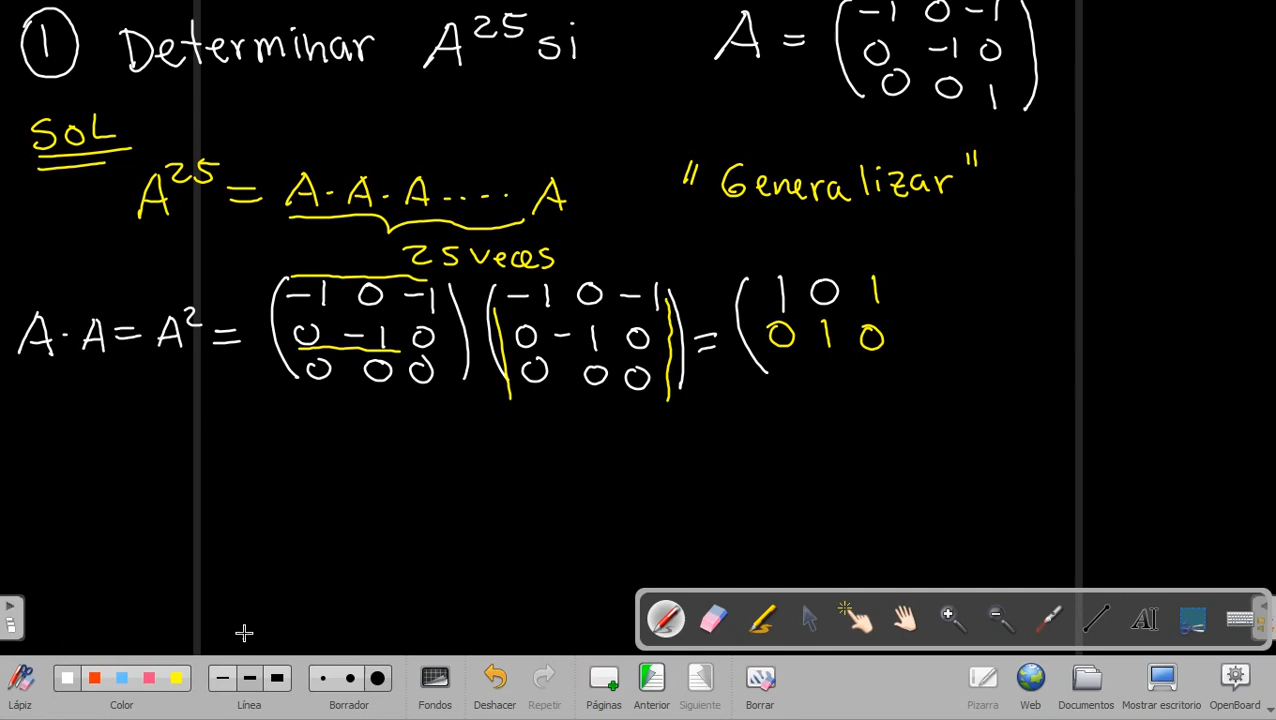 ① Determinar A^25 si A = ( -1 0 -1
0 -1 0
0 0 1 )
SOL
A^25 = A·A·A····A "Generalizar"
25 veces
A·A = A^2 = ( -1 0 -1 ) ( -1 0 -1 ) = ( 1 0 1
0 -1 0 0 -1 0 0 1 0
0 0 0 0 0 0
Lápiz Color Línea Borrador Fondos Deshacer Repetir Páginas Anterior Siguiente Borrar Pizarra Web Documentos Mostrar escritorio OpenBoard